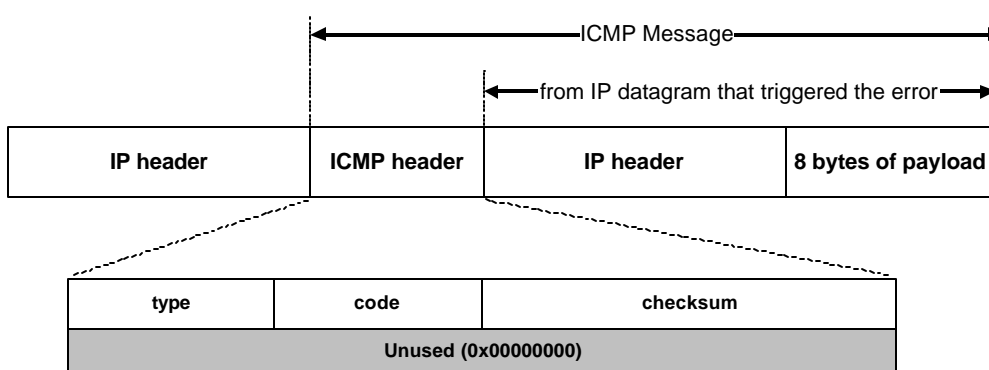 ICMP Message
from IP datagram that triggered the error
IP header
ICMP header
IP header
8 bytes of payload
type
code
checksum
Unused (0x00000000)